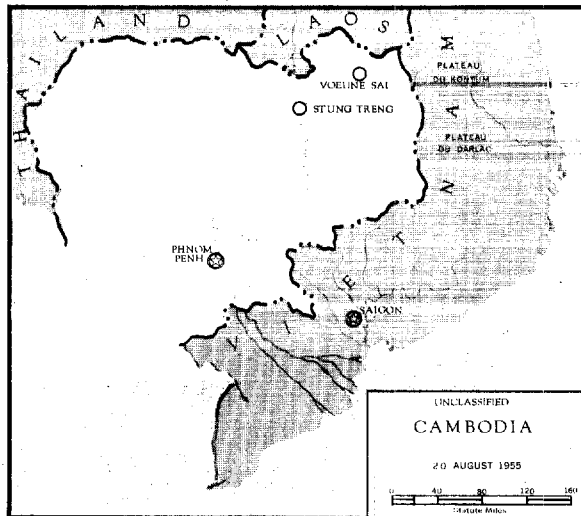 THAILAND
LAOS
VIETNAM
PLATEAU
DU KONTUM
VOEUNE SAI
STUNG TRENG
PLATEAU
DU DARLAC
PHNOM
PENH
SAIGON
UNCLASSIFIED
CAMBODIA
20 AUGUST 1955
0 40 80 120 160
Statute Miles